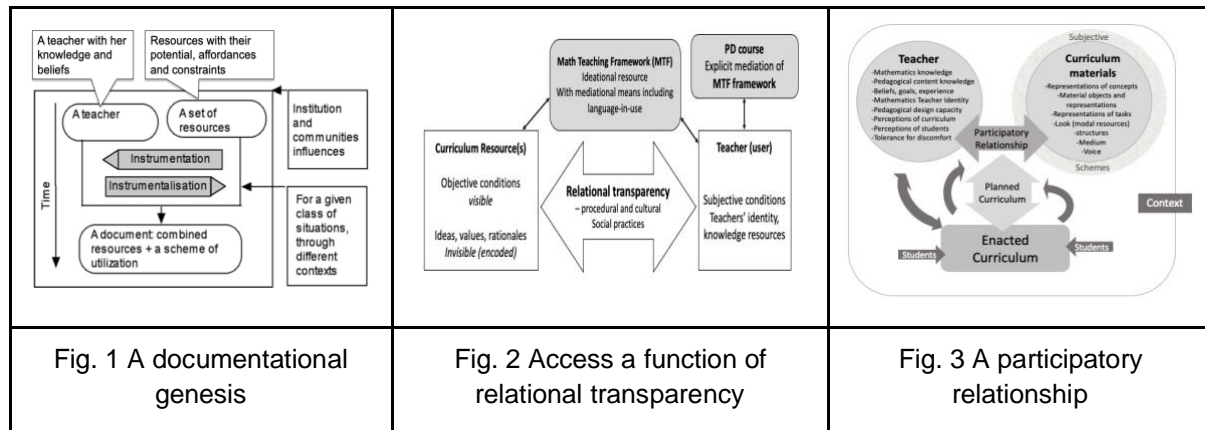 A teacher with her
knowledge and
beliefs
Resources with their
potential, affordances
and constraints
A teacher
A set of
resources
Institution
and
communities
influences
Instrumentation
Instrumentalisation
Time
For a given
class of
situations,
through
different
contexts
A document: combined
resources + a scheme of
utilization
Fig. 1 A documentational
genesis
Math Teaching Framework (MTF)
Ideational resource
With mediational means including
language-in-use
PD course
Explicit mediation of
MTF framework
Curriculum Resource(s)
Objective conditions
visible
Ideas, values, rationales
Invisible (encoded)
Relational transparency
– procedural and cultural
Social practices
Teacher (user)
Subjective conditions
Teachers' identity,
knowledge resources
Fig. 2 Access a function of
relational transparency
Teacher
-Mathematics knowledge
-Pedagogical content knowledge
-Beliefs, goals, experience
-Mathematics Teacher Identity
-Pedagogical design capacity
-Perceptions of curriculum
-Perceptions of students
-Tolerance for discomfort
Subjective
Curriculum
materials
-Representations of concepts
-Material objects and
representations
-Representations of tasks
-Look (modal resources)
-structures
-Medium
-Voice
Schemes
Participatory
Relationship
Planned
Curriculum
Context
Enacted
Curriculum
Students
Students
Fig. 3 A participatory
relationship